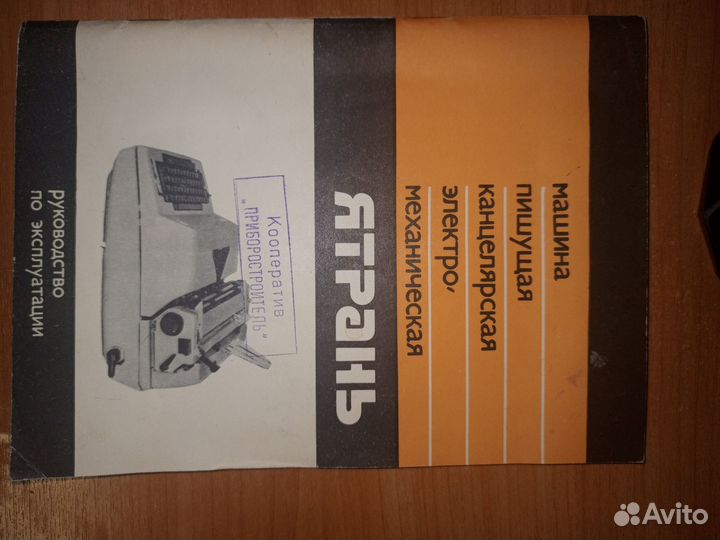 машина
пишущая
канцелярская
электро,
механическая
ЯТРАНЬ
Кооператив
"ПРИБОРОСТРОИТЕЛЬ"
руководство
по эксплуатации
Avito